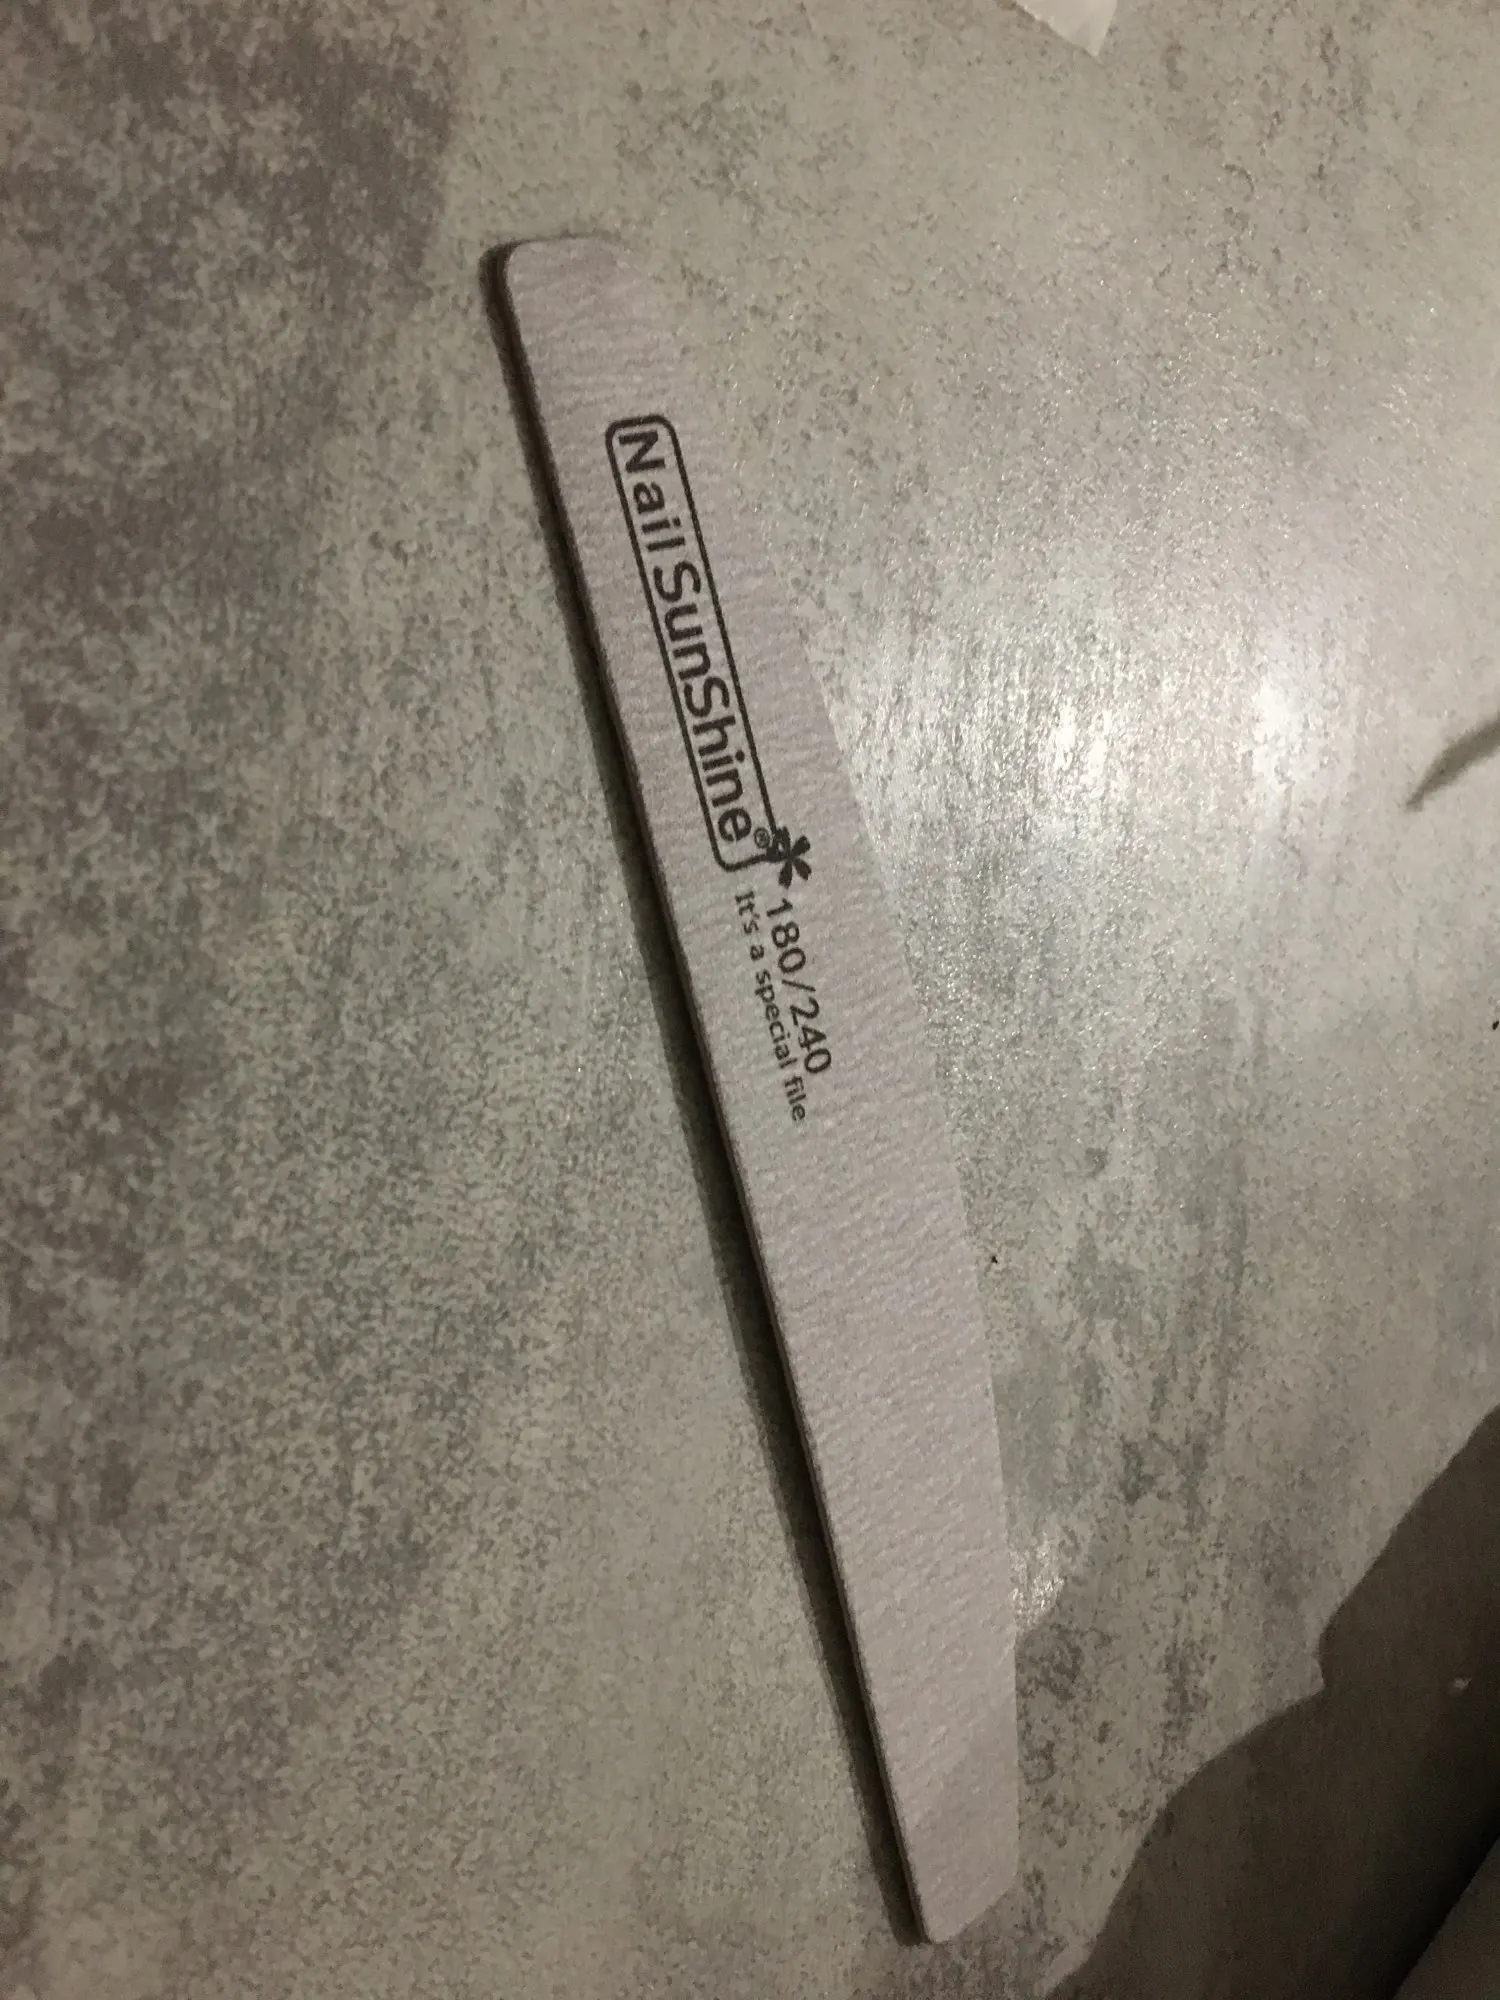 Nail SunShine®
180/240
It's a special file